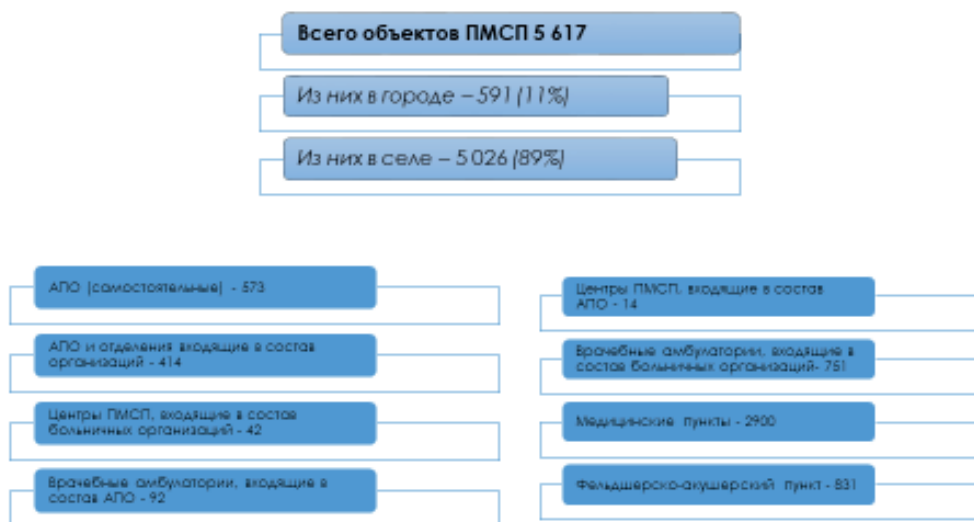 Всего объектов ПМСП 5 617
Из них в городе – 591 (11%)
Из них в селе – 5 026 (89%)
АПО (самостоятельные) - 573
АПО и отделения входящие в состав
организаций - 414
Центры ПМСП, входящие в состав
больничных организаций - 42
Врачебные амбулатории, входящие в
состав АПО - 92
Центры ПМСП, входящие в состав
АПО - 14
Врачебные амбулатории, входящие в
состав больничных организаций- 751
Медицинские пункты - 2900
Фельдшерско-акушерский пункт - 831